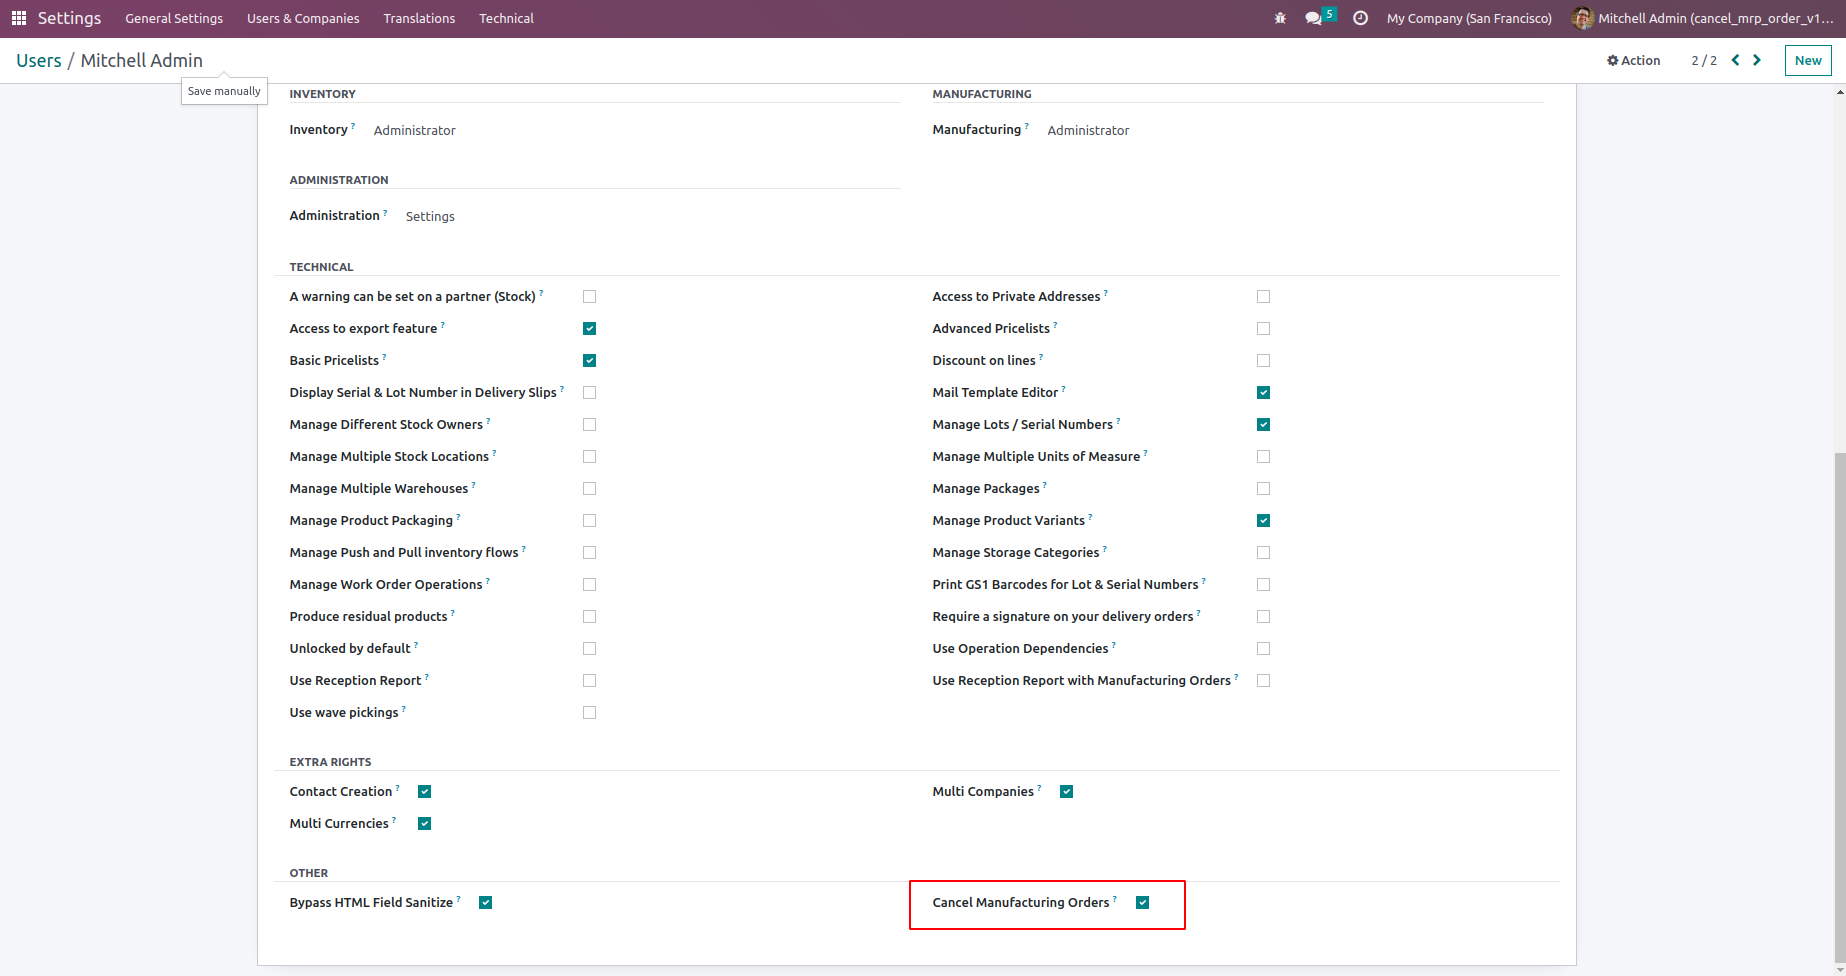 Settings General Settings Users & Companies Translations Technical 5 My Company (San Francisco) Mitchell Admin (cancel_mrp_order_v1...
Users / Mitchell Admin Action 2 / 2 New
Save manually
INVENTORY MANUFACTURING
Inventory ? Administrator Manufacturing ? Administrator
ADMINISTRATION
Administration ? Settings
TECHNICAL
A warning can be set on a partner (Stock) ? Access to Private Addresses ?
Access to export feature ? Advanced Pricelists ?
Basic Pricelists ? Discount on lines ?
Display Serial & Lot Number in Delivery Slips ? Mail Template Editor ?
Manage Different Stock Owners ? Manage Lots / Serial Numbers ?
Manage Multiple Stock Locations ? Manage Multiple Units of Measure ?
Manage Multiple Warehouses ? Manage Packages ?
Manage Product Packaging ? Manage Product Variants ?
Manage Push and Pull inventory flows ? Manage Storage Categories ?
Manage Work Order Operations ? Print GS1 Barcodes for Lot & Serial Numbers ?
Produce residual products ? Require a signature on your delivery orders ?
Unlocked by default ? Use Operation Dependencies ?
Use Reception Report ? Use Reception Report with Manufacturing Orders ?
Use wave pickings ?
EXTRA RIGHTS
Contact Creation ? Multi Companies ?
Multi Currencies ?
OTHER
Bypass HTML Field Sanitize ? Cancel Manufacturing Orders ?